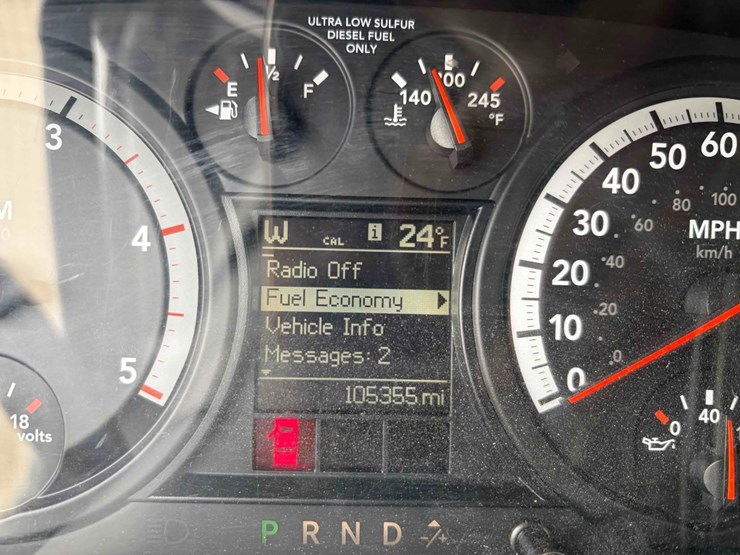 ULTRA LOW SULFUR
DIESEL FUEL
ONLY
E 1/2 F
140 200 245
°F
3
4
5
18
volts
W CAL i 24°F
Radio Off
Fuel Economy
Vehicle Info
Messages: 2
105355 mi
P R N D -/+
0 10 20 30 40 50 60
.0 20 40 60 80 100
MPH
km/h
0 40